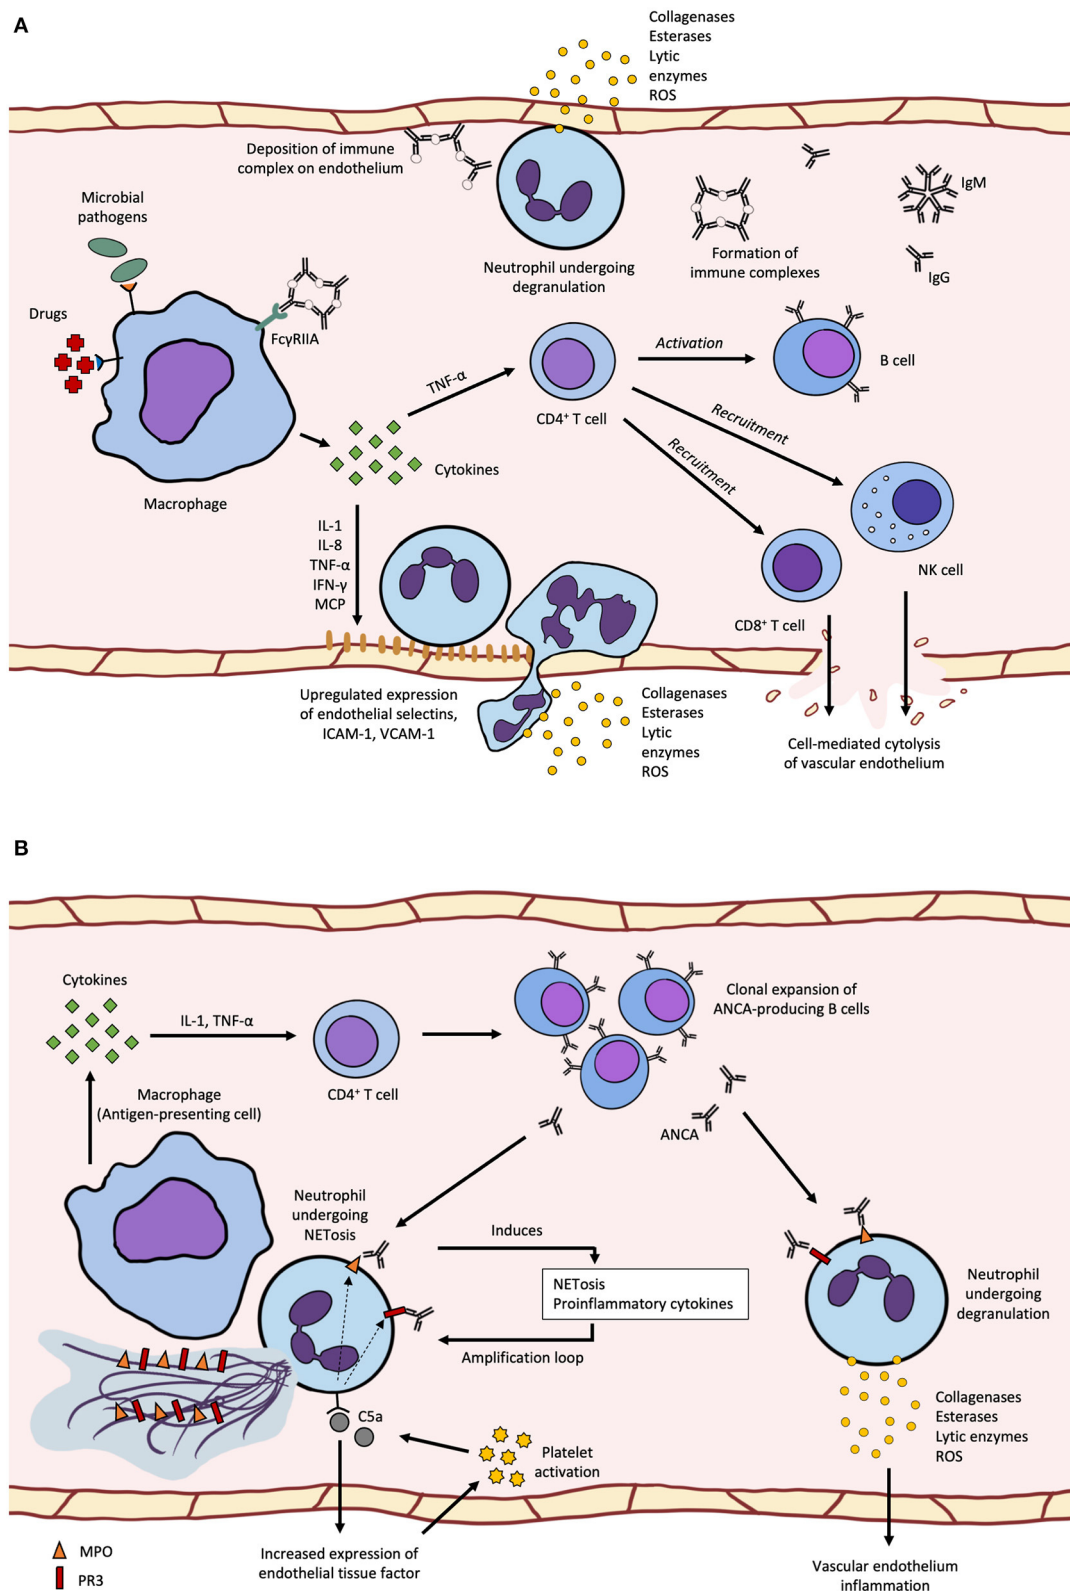 A
Collagenases
Esterases
Lytic
enzymes
ROS
Deposition of immune
complex on endothelium
Microbial
pathogens
IgM
Formation of
immune complexes
IgG
Neutrophil undergoing
degranulation
Drugs
FcγRIIA
Activation
B cell
TNF-α
CD4⁺ T cell
Recruitment
Recruitment
Cytokines
Macrophage
IL-1
IL-8
TNF-α
IFN-γ
MCP
NK cell
CD8⁺ T cell
Upregulated expression
of endothelial selectins,
ICAM-1, VCAM-1
Collagenases
Esterases
Lytic
enzymes
ROS
Cell-mediated cytolysis
of vascular endothelium
B
Cytokines
IL-1, TNF-α
CD4⁺ T cell
Clonal expansion of
ANCA-producing B cells
Macrophage
(Antigen-presenting cell)
ANCA
Neutrophil
undergoing
NETosis
Induces
NETosis
Proinflammatory cytokines
Amplification loop
Neutrophil
undergoing
degranulation
C5a
Platelet
activation
Collagenases
Esterases
Lytic enzymes
ROS
MPO
PR3
Increased expression of
endothelial tissue factor
Vascular endothelium
inflammation